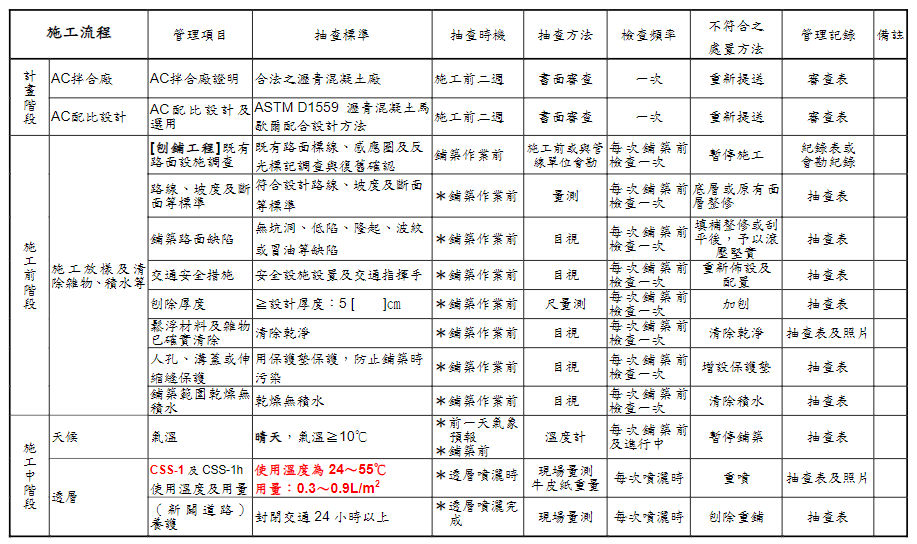 施工流程 管理項目 抽查標準 抽查時機 抽查方法 檢查頻率 不符合之 管理記錄 備註
處置方法
計畫階段
AC拌合廠 AC拌合廠證明 合法之瀝青混凝土廠 施工前二週 書面審查 一次 重新提送 審查表
AC配比設計 AC配比設計及 ASTM D1559 瀝青混凝土馬 施工前二週 書面審查 一次 重新提送 審查表
選用 歇爾配合設計方法
施工前階段
施工放樣及清
除雜物、積水等
【刨鋪工程】既有 既有路面標線、感應圈及反 鋪築作業前 施工前或與管 每次鋪築前 暫停施工 紀錄表或
路面設施調查 光標記調查與復舊確認 線單位會勘 檢查一次 會勘紀錄
路線、坡度及斷 符合設計路線、坡度及斷面 ＊鋪築作業前 量測 每次鋪築前 底層或原有面 抽查表
面等標準 等標準 檢查一次 層整修
鋪築路面缺陷 無坑洞、低陷、隆起、波紋 ＊鋪築作業前 目視 每次鋪築前 填補整修或刮 抽查表
或冒油等缺陷 檢查一次 平後，予以滾
壓堅實
交通安全措施 安全設施設置及交通指揮手 ＊鋪築作業前 目視 每次鋪築前 重新佈設及 抽查表
檢查一次 配置
刨除厚度 ≧設計厚度：5 [ ]㎝ ＊鋪築作業前 尺量測 每次鋪築前 加刨 抽查表
檢查一次
鬆浮材料及雜物 清除乾淨 ＊鋪築作業前 目視 每次鋪築前 清除乾淨 抽查表及照片
已確實清除 檢查一次
人孔、溝蓋或伸 用保護墊保護，防止鋪築時 ＊鋪築作業前 目視 每次鋪築前 增設保護墊 抽查表
縮縫保護 污染 檢查一次
鋪築範圍乾燥無 乾燥無積水 ＊鋪築作業前 目視 每次鋪築前 清除積水 抽查表
積水 檢查一次
施工中階段
天候 氣溫 晴天，氣溫≧10℃ ＊前一天氣象 溫度計 每次鋪築前 暫停鋪築 抽查表
預報 及進行中
＊鋪築前
透層
CSS-1 及 CSS-1h 使用溫度為 24～55℃ ＊透層噴灑時 現場量測 每次噴灑時 重噴 抽查表及照片
使用溫度及用量 用量：0.3～0.9L/m² 牛皮紙重量
（新闢道路） 封閉交通 24 小時以上 ＊透層噴灑完 現場量測 每次噴灑時 刨除重鋪 抽查表
養護 成